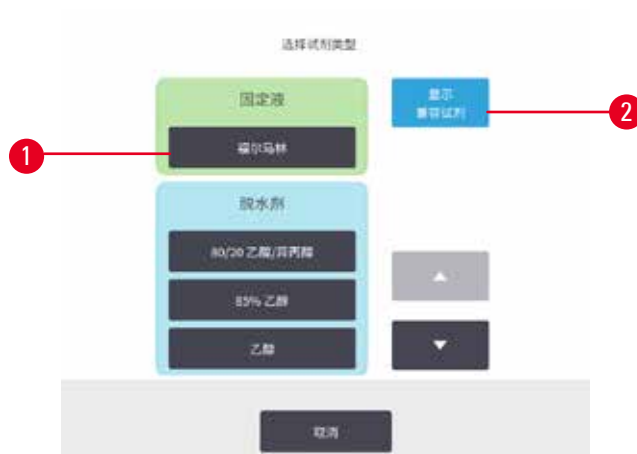 选择试剂类型
固定液
显示
兼容试剂
1
福尔马林
2
脱水剂
80/20 乙醇/异丙醇
85% 乙醇
乙醇
取消